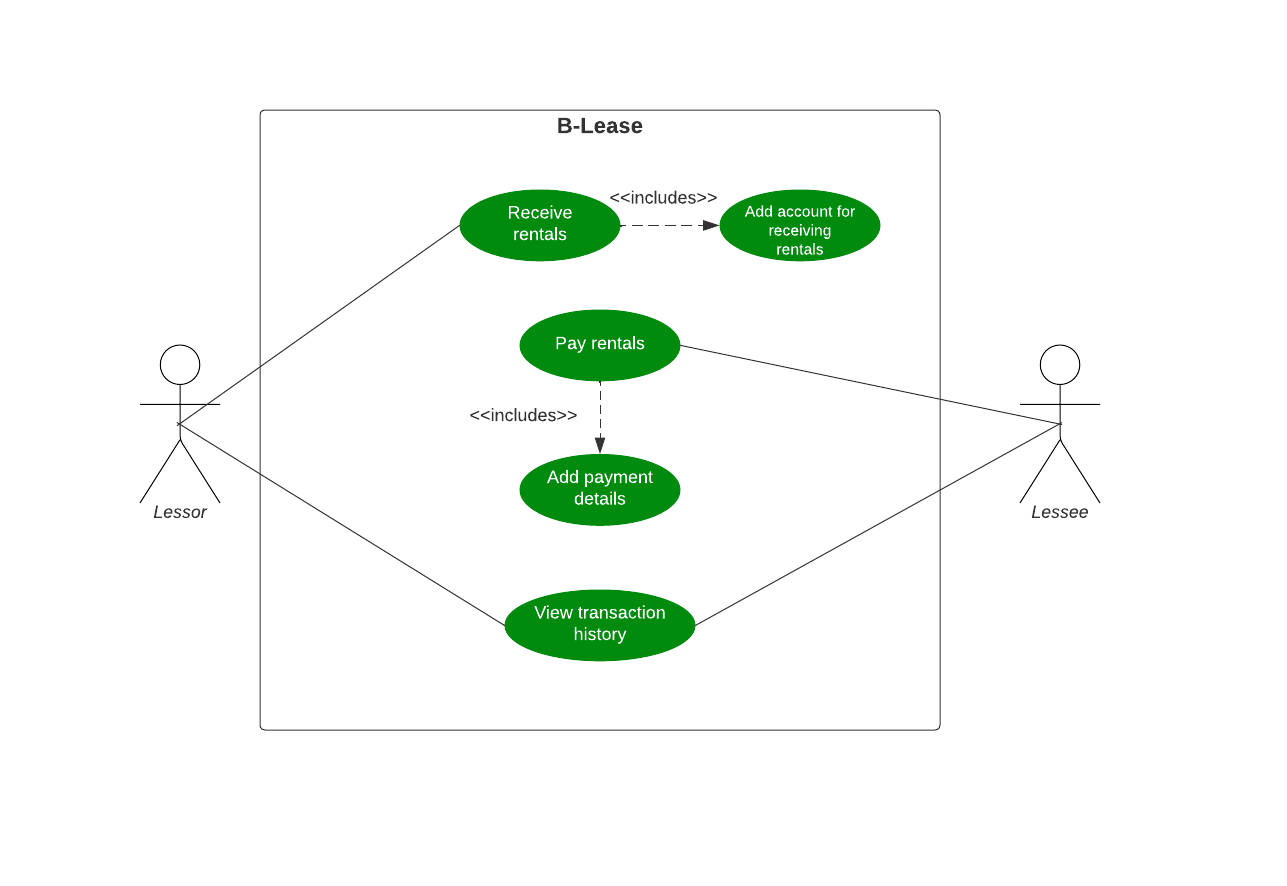 B-Lease
<<includes>>
Receive
rentals
Add account for
receiving
rentals
Pay rentals
<<includes>>
Add payment
details
Lessor
Lessee
View transaction
history